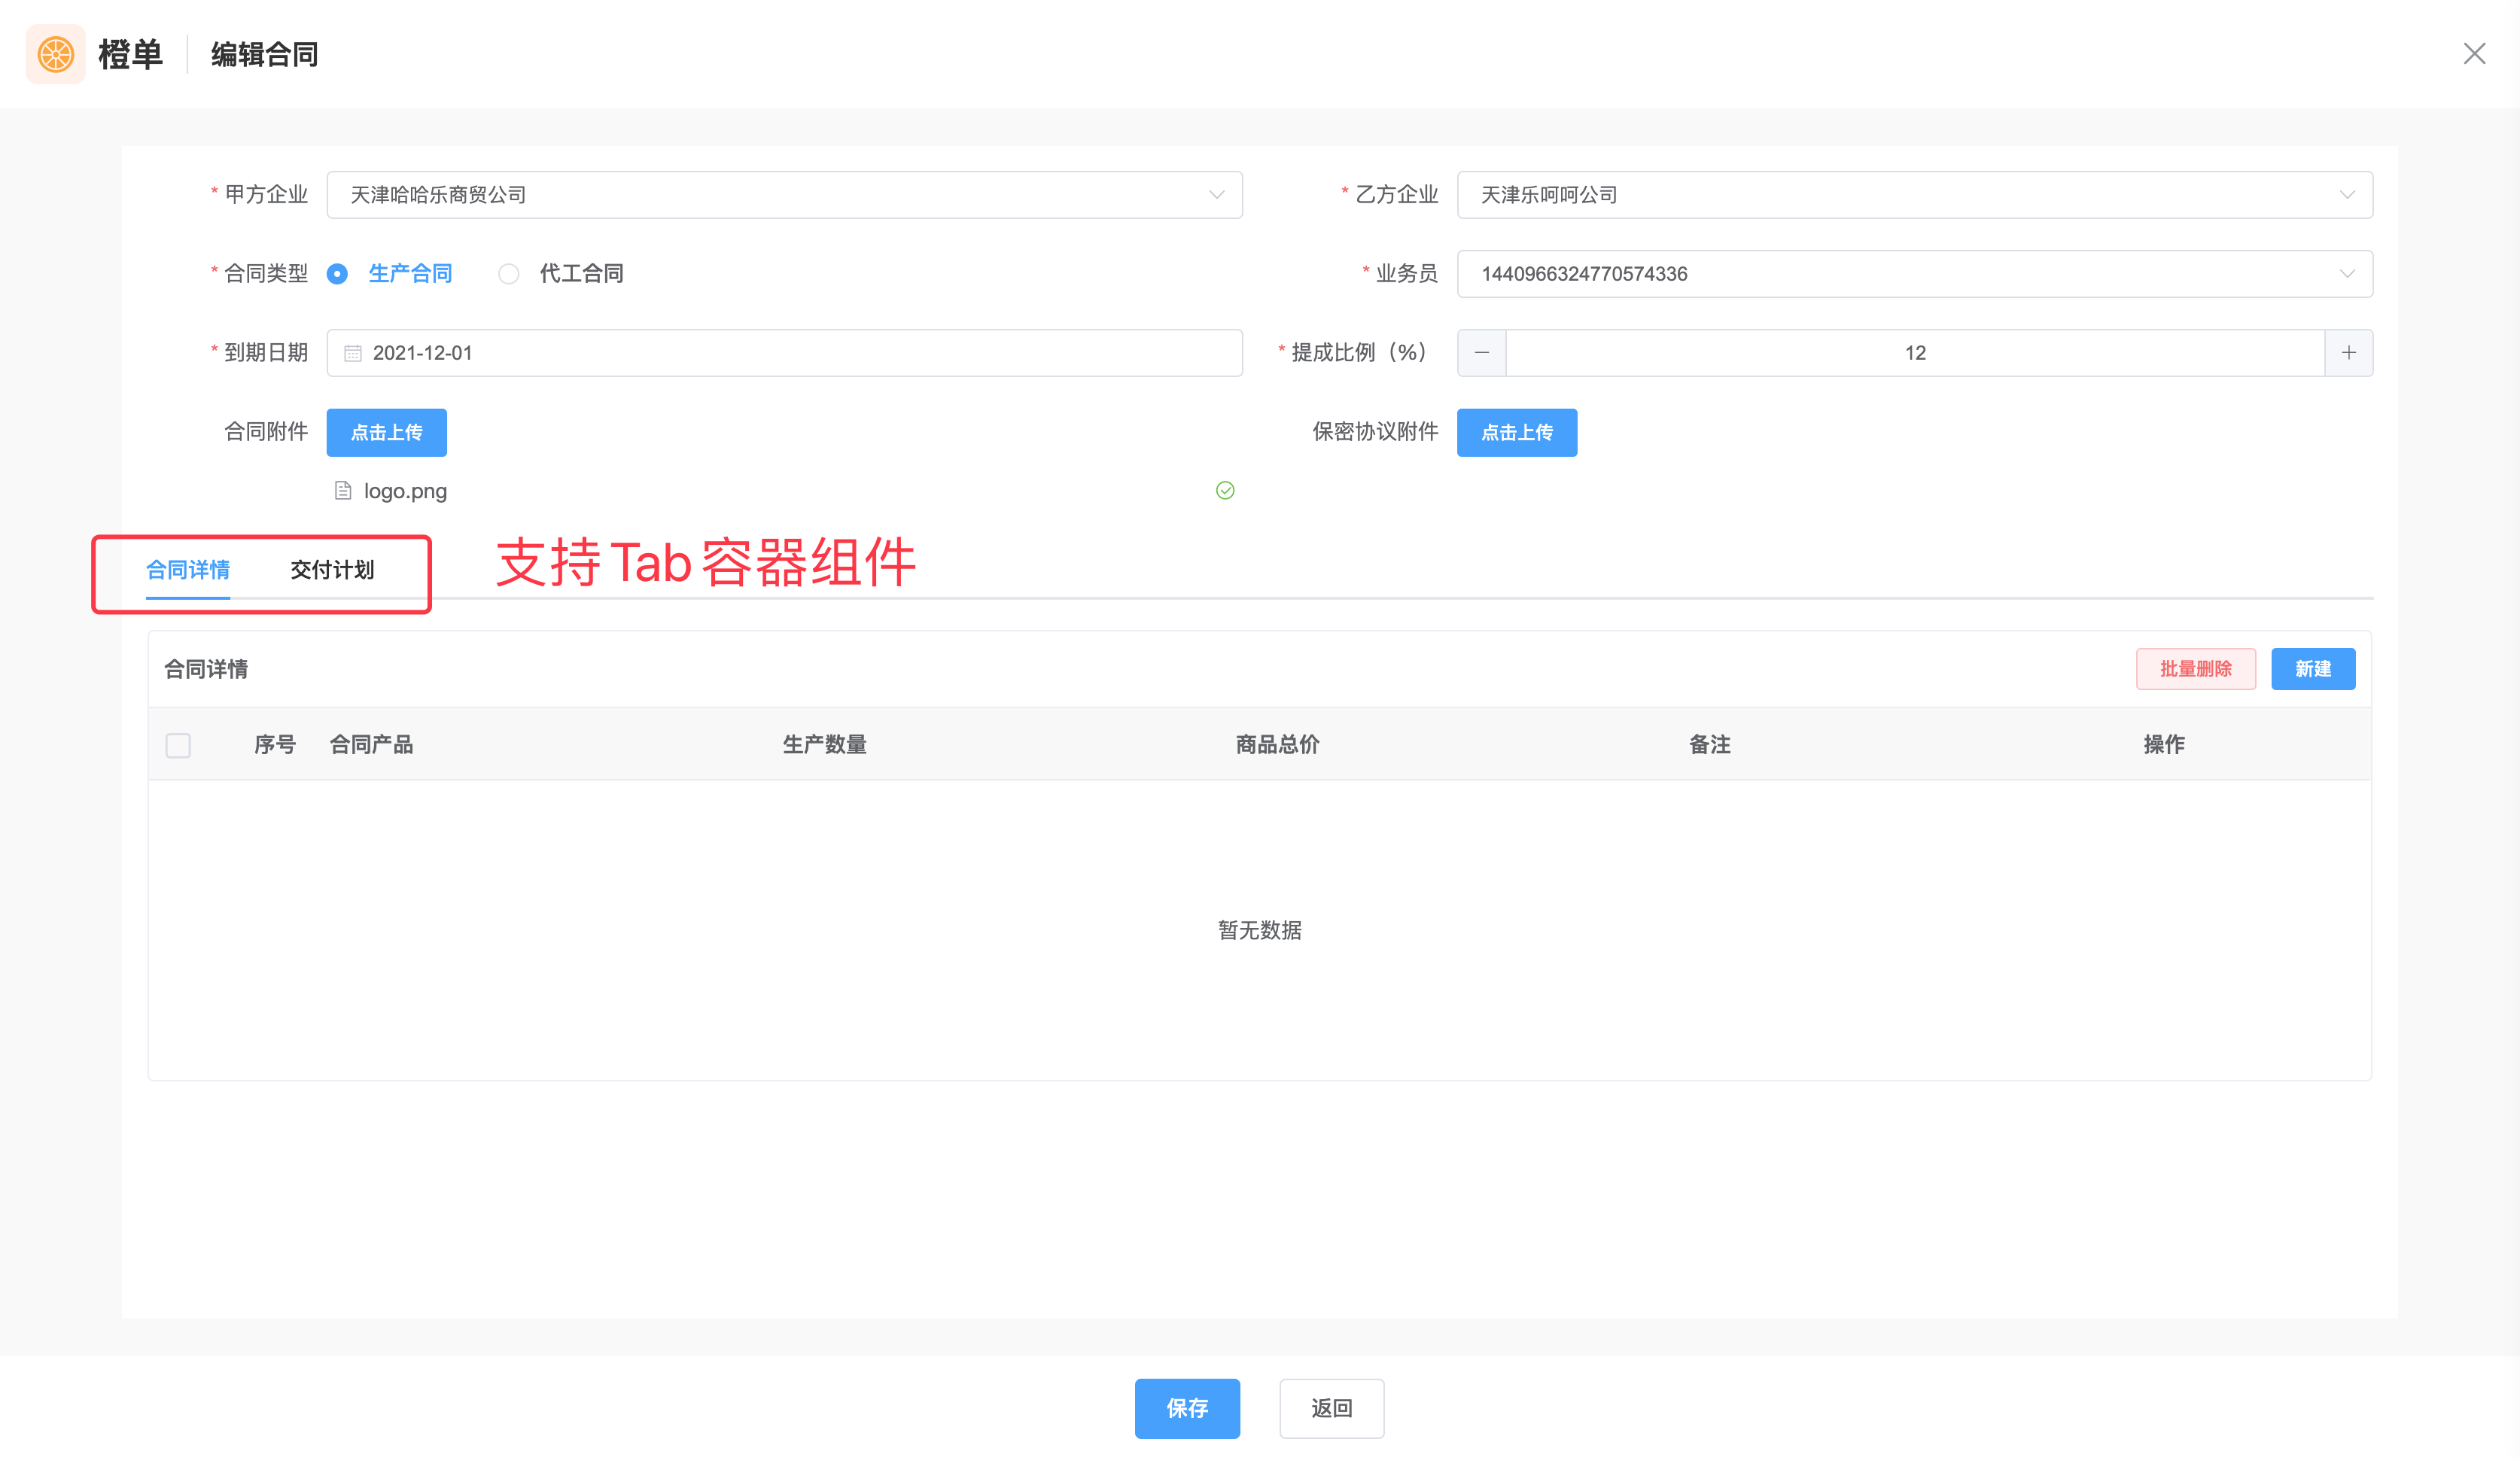 橙单 编辑合同
* 甲方企业 天津哈哈乐商贸公司 * 乙方企业 天津乐呵呵公司
* 合同类型 生产合同 代工合同 * 业务员 1440966324770574336
* 到期日期 2021-12-01 * 提成比例（%） 12
合同附件 点击上传 保密协议附件 点击上传
logo.png
合同详情 交付计划 支持Tab容器组件
合同详情 批量删除 新建
序号 合同产品 生产数量 商品总价 备注 操作
暂无数据
保存 返回